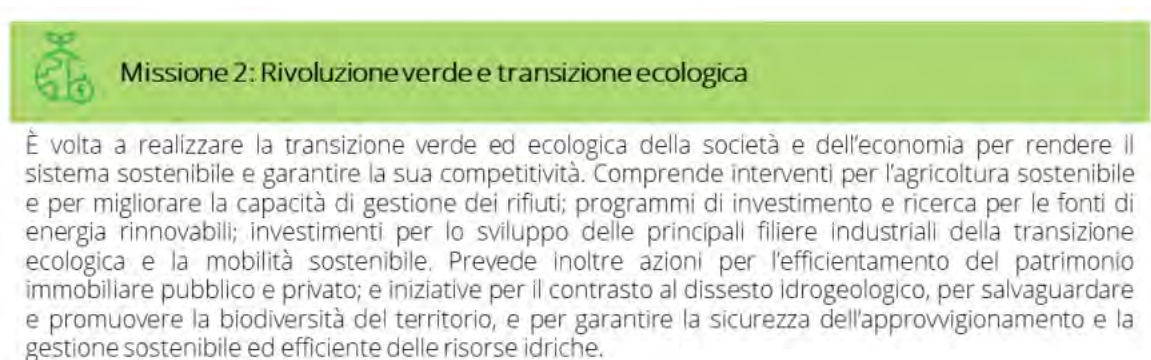 Missione 2: Rivoluzione verde e transizione ecologica
È volta a realizzare la transizione verde ed ecologica della società e dell'economia per rendere il
sistema sostenibile e garantire la sua competitività. Comprende interventi per l'agricoltura sostenibile
e per migliorare la capacità di gestione dei rifiuti; programmi di investimento e ricerca per le fonti di
energia rinnovabili; investimenti per lo sviluppo delle principali filiere industriali della transizione
ecologica e la mobilità sostenibile. Prevede inoltre azioni per l'efficientamento del patrimonio
immobiliare pubblico e privato; e iniziative per il contrasto al dissesto idrogeologico, per salvaguardare
e promuovere la biodiversità del territorio, e per garantire la sicurezza dell'approvvigionamento e la
gestione sostenibile ed efficiente delle risorse idriche.